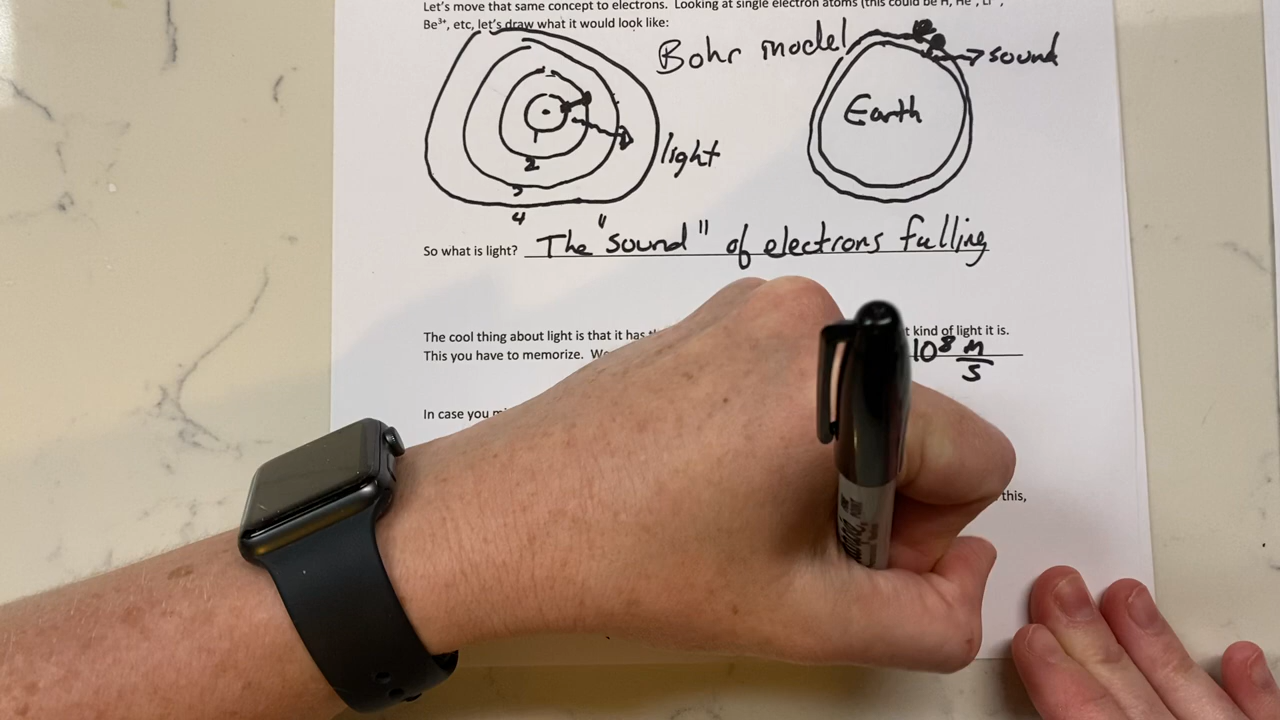 Let's move that same concept to electrons. Looking at single electron atoms (this could be H, He⁺, Li²⁺,
Be³⁺, etc, let's draw what it would look like:
Bohr model
sound
Earth
light
1
2
3
4
So what is light? The "sound" of electrons falling
The cool thing about light is that it has t kind of light it is.
This you have to memorize. 10⁸ m/s
In case you
this,